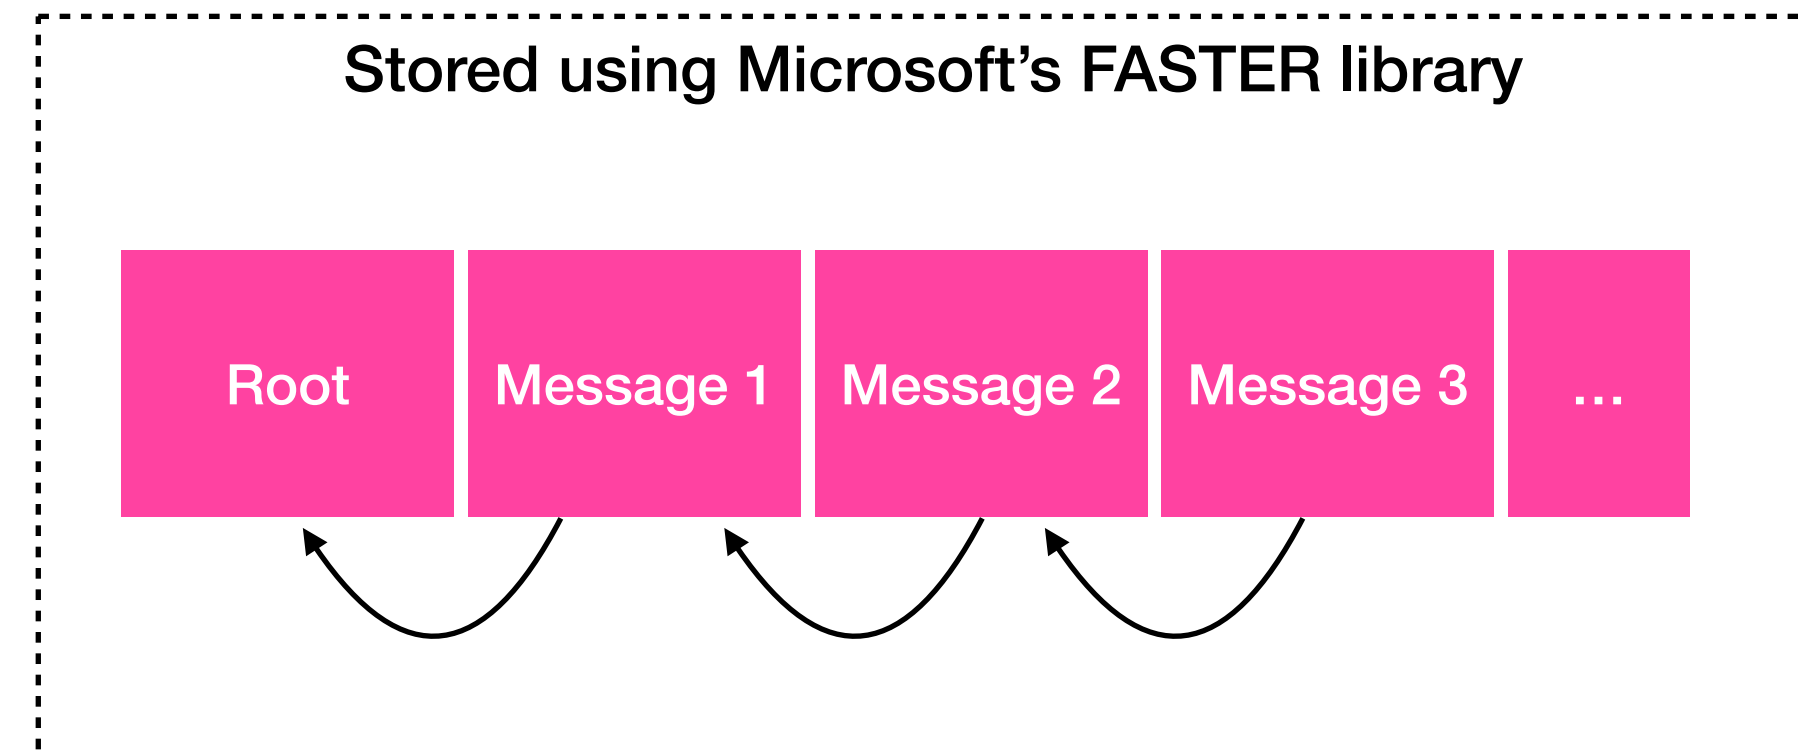 Stored using Microsoft’s FASTER library
Root
Message 1
Message 2
Message 3
...